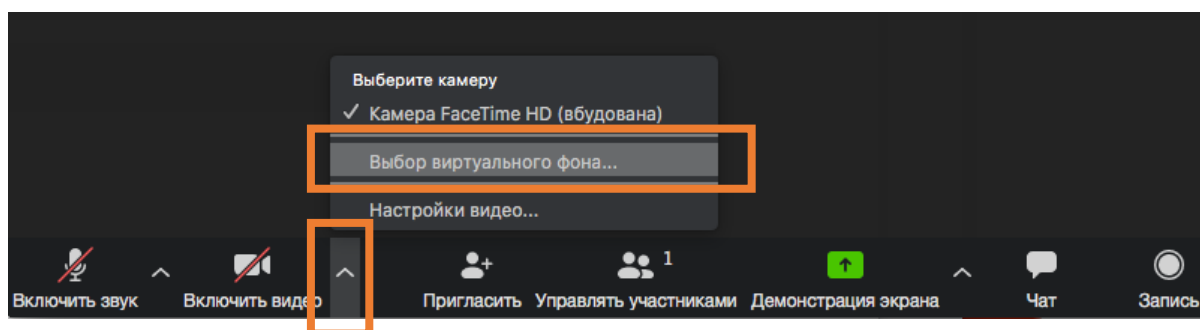 Выберите камеру
✓ Камера FaceTime HD (вбудована)
Выбор виртуального фона...
Настройки видео...
1
Включить звук Включить видео Пригласить Управлять участниками Демонстрация экрана Чат Запись